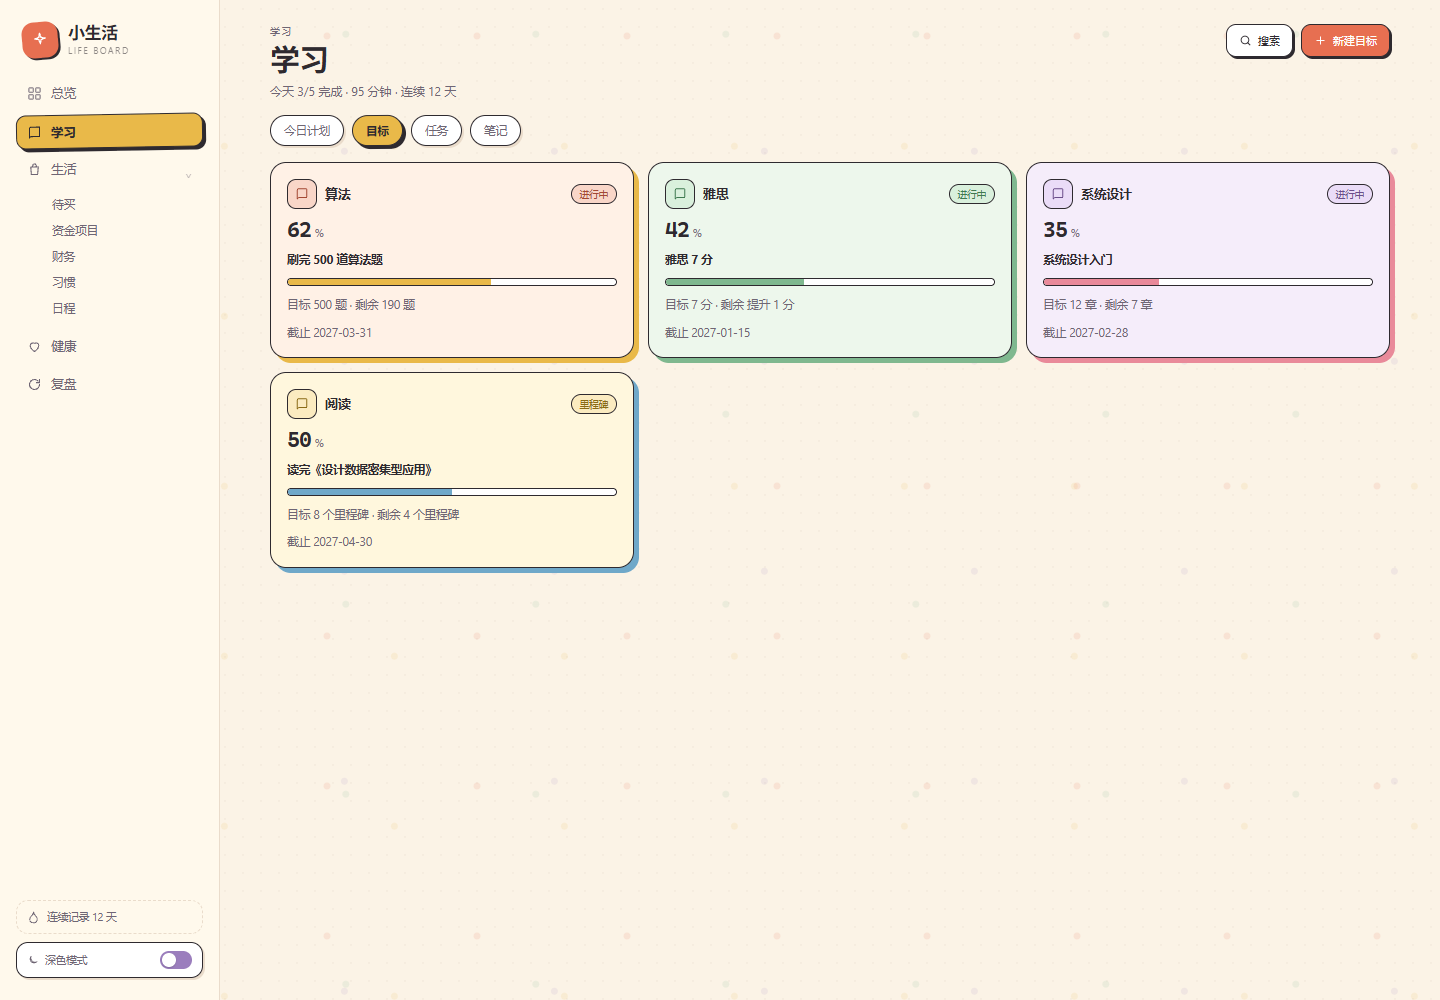 小生活
LIFE BOARD
总览
学习
生活
待买
资金项目
财务
习惯
日程
健康
复盘
连续记录 12 天
深色模式
学习
学习
今天 3/5 完成 · 95 分钟 · 连续 12 天
搜索
新建目标
今日计划
目标
任务
笔记
算法
进行中
62 %
刷完 500 道算法题
目标 500 题 · 剩余 190 题
截止 2027-03-31
雅思
进行中
42 %
雅思 7 分
目标 7 分 · 剩余 提升 1 分
截止 2027-01-15
系统设计
进行中
35 %
系统设计入门
目标 12 章 · 剩余 7 章
截止 2027-02-28
阅读
里程碑
50 %
读完《设计数据密集型应用》
目标 8 个里程碑 · 剩余 4 个里程碑
截止 2027-04-30